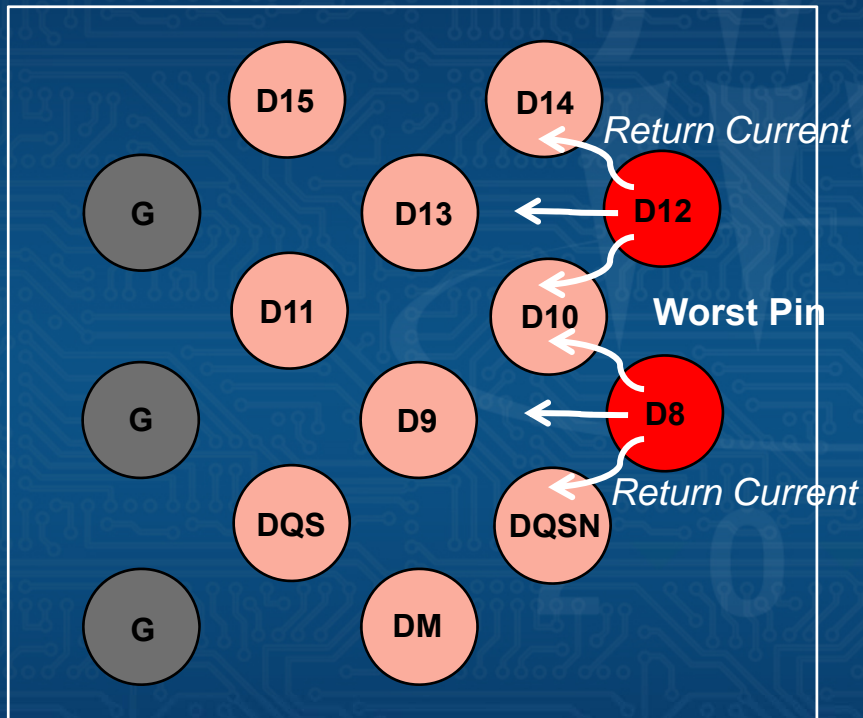 D15
D14
Return Current
G
D13
D12
D11
D10
Worst Pin
G
D9
D8
DQS
DQSN
Return Current
G
DM